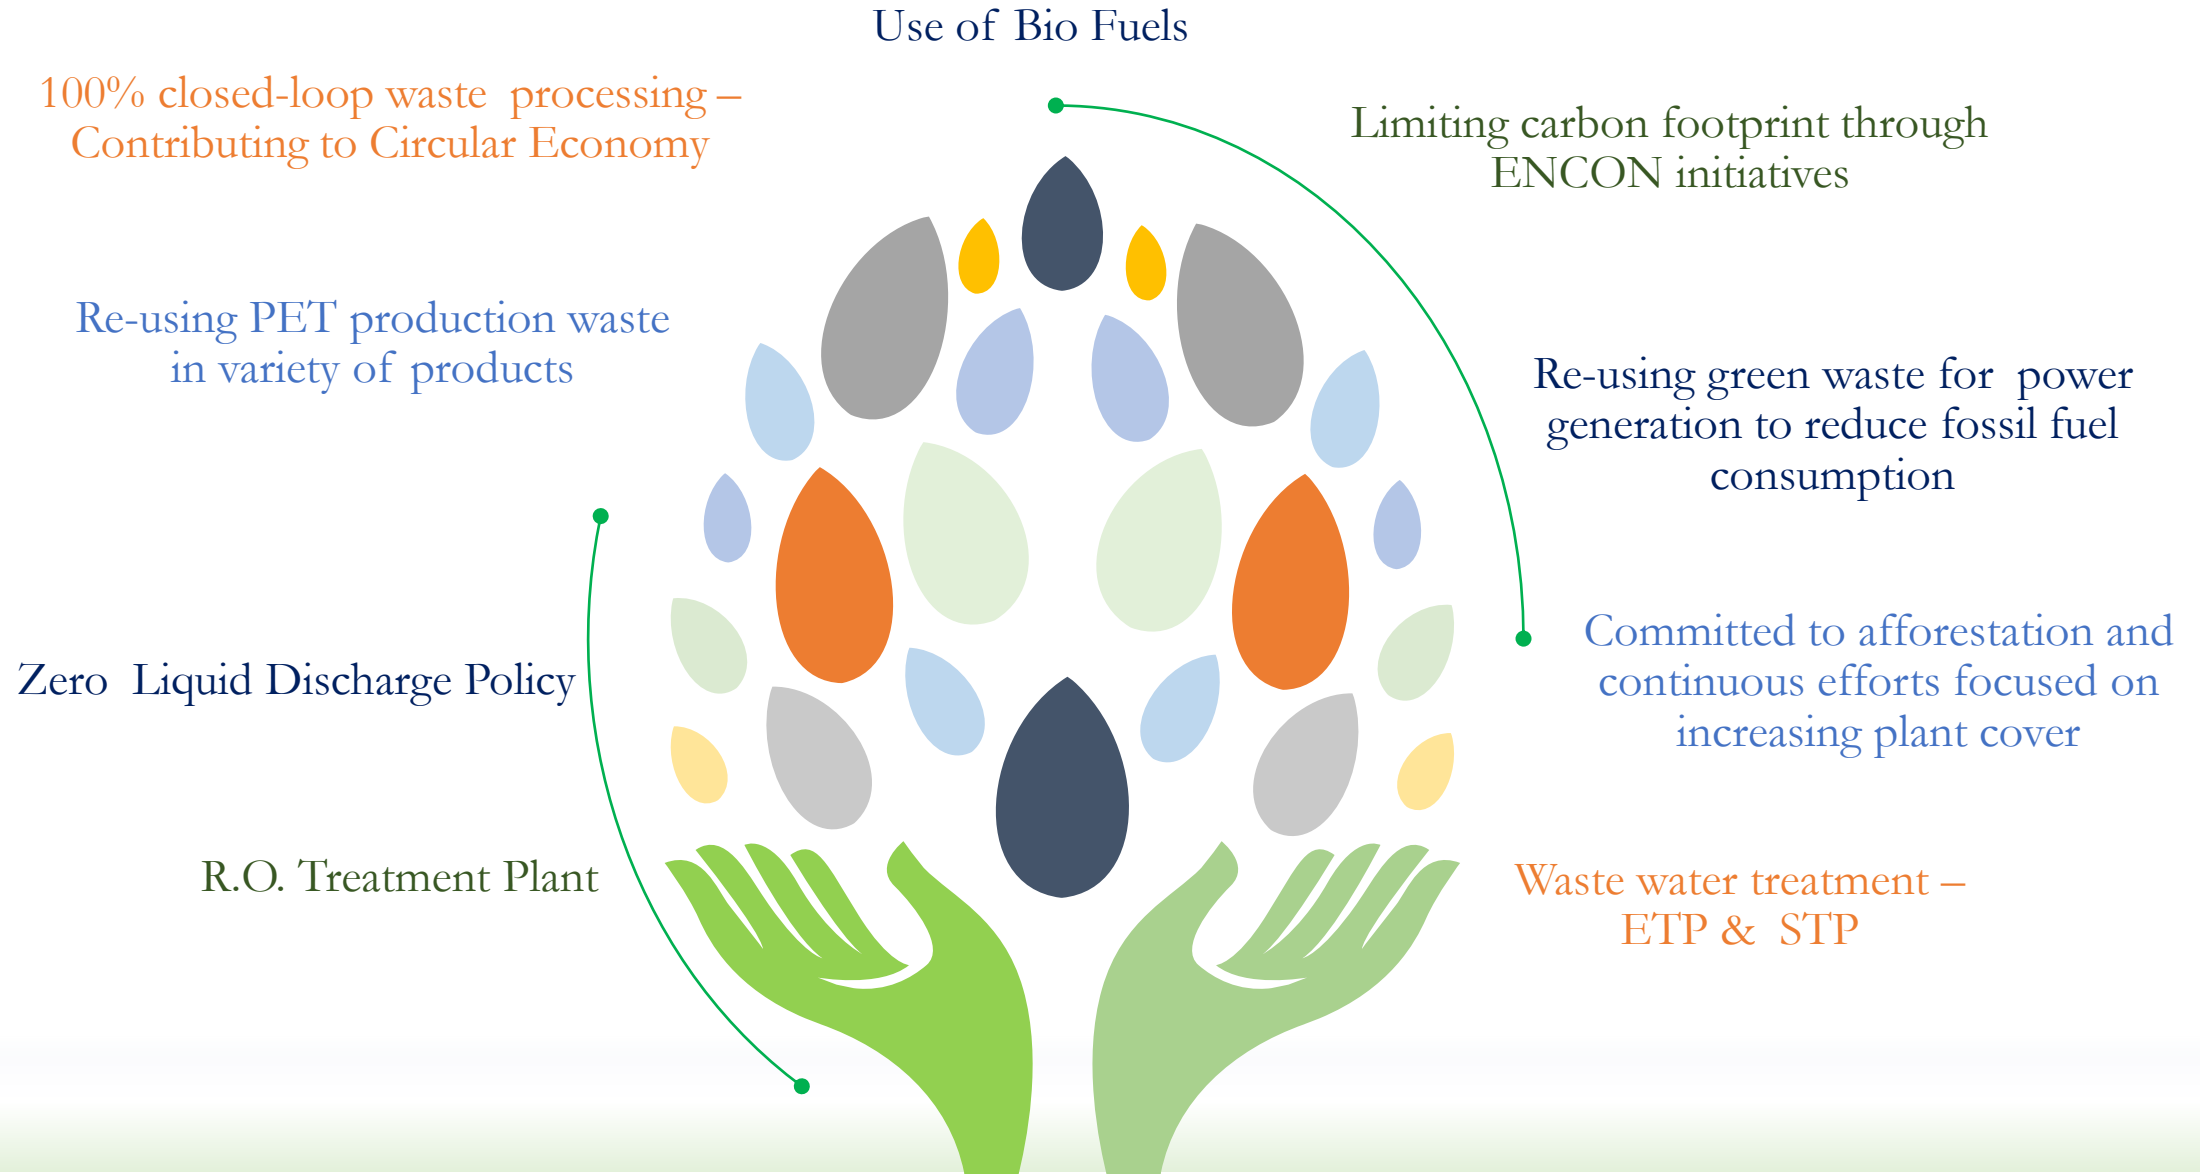 Use of Bio Fuels
100% closed-loop waste processing –
Contributing to Circular Economy
Limiting carbon footprint through
ENCON initiatives
Re-using PET production waste
in variety of products
Re-using green waste for power
generation to reduce fossil fuel
consumption
Zero Liquid Discharge Policy
Committed to afforestation and
continuous efforts focused on
increasing plant cover
R.O. Treatment Plant
Waste water treatment –
ETP & STP